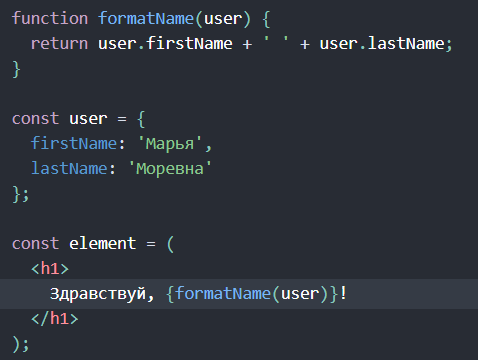 function formatName(user) {
  return user.firstName + ' ' + user.lastName;
}

const user = {
  firstName: 'Марья',
  lastName: 'Моревна'
};

const element = (
  <h1>
    Здравствуй, {formatName(user)}!
  </h1>
);